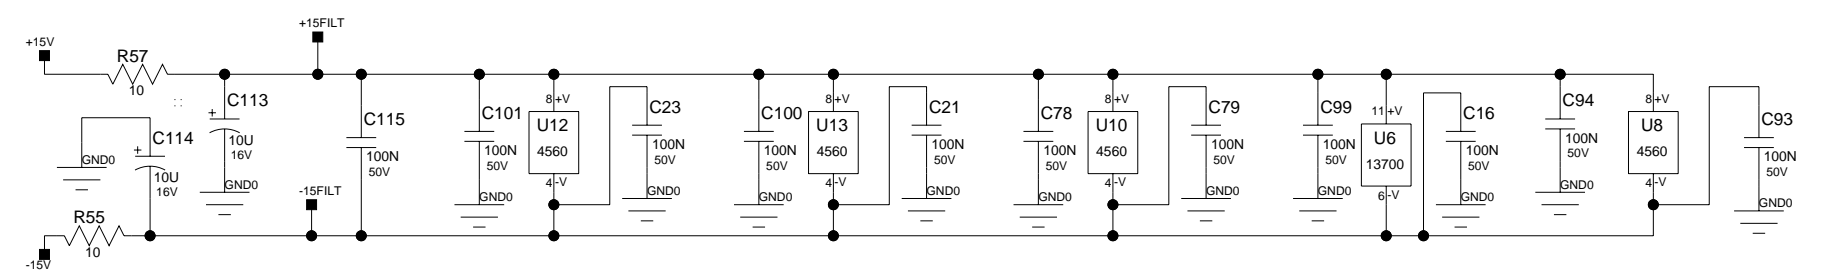 +15FILT
+15V
R57
10
C113
10U
16V
GND0
C114
10U
16V
GND0
C115
100N
50V
-15FILT
R55
10
-15V
C101
100N
50V
GND0
8 +V
U12
4560
4 -V
C23
100N
50V
GND0
C100
100N
50V
GND0
8 +V
U13
4560
4 -V
C21
100N
50V
GND0
C78
100N
50V
GND0
8 +V
U10
4560
4 -V
C79
100N
50V
GND0
C99
100N
50V
GND0
11 +V
U6
13700
6 -V
C16
100N
50V
GND0
C94
100N
50V
GND0
8 +V
U8
4560
4 -V
C93
100N
50V
GND0